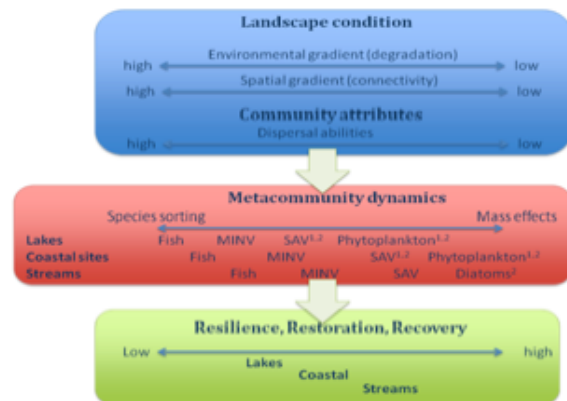 Landscape condition
Environmental gradient (degradation)
high low
Spatial gradient (connectivity)
high low
Community attributes
Dispersal abilities
high low
Metacommunity dynamics
Species sorting Mass effects
Lakes Fish MINV SAV1,2 Phytoplankton1,2
Coastal sites Fish MINV SAV1,2 Phytoplankton1,2
Streams Fish MINV SAV Diatoms2
Resilience, Restoration, Recovery
Low high
Lakes
Coastal
Streams